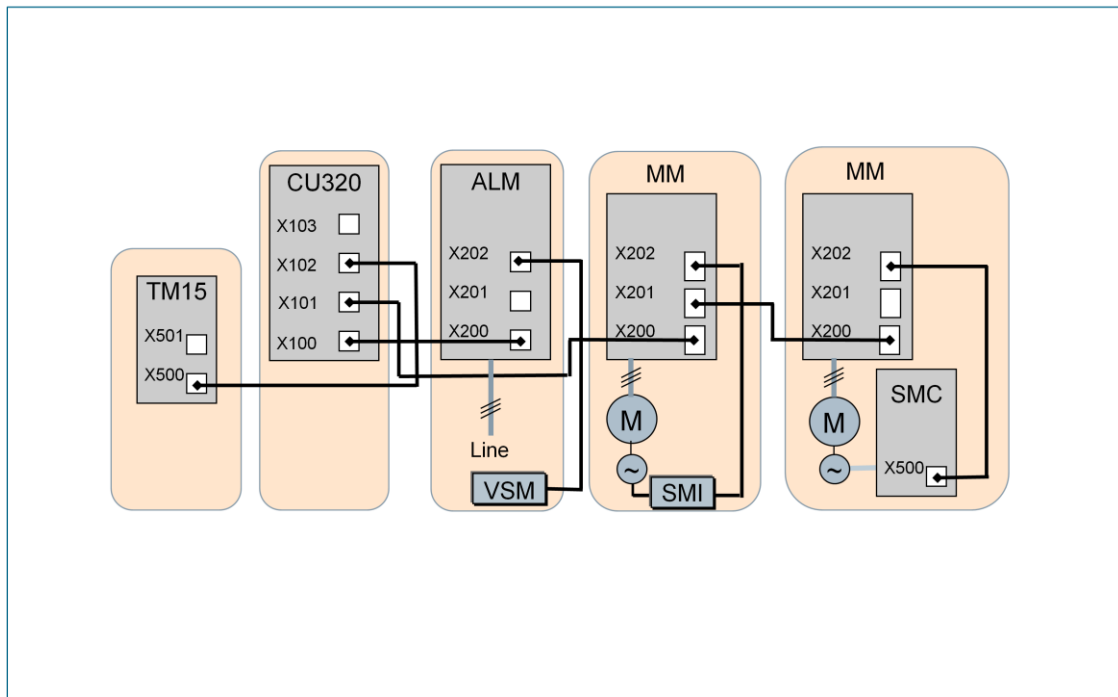 TM15
X501
X500
CU320
X103
X102
X101
X100
ALM
X202
X201
X200
Line
VSM
MM
X202
X201
X200
M
~
SMI
MM
X202
X201
X200
M
~
SMC
X500